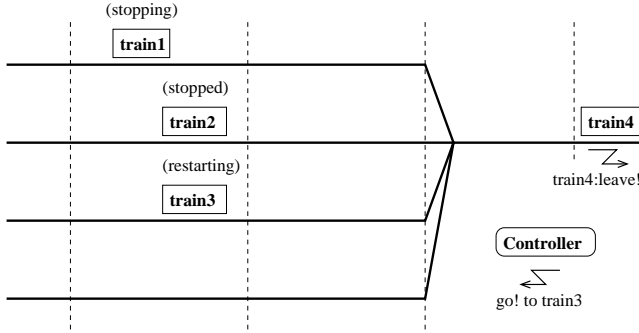 (stopping)
train1
(stopped)
train2
train4
(restarting)
train4:leave!
train3
Controller
go! to train3